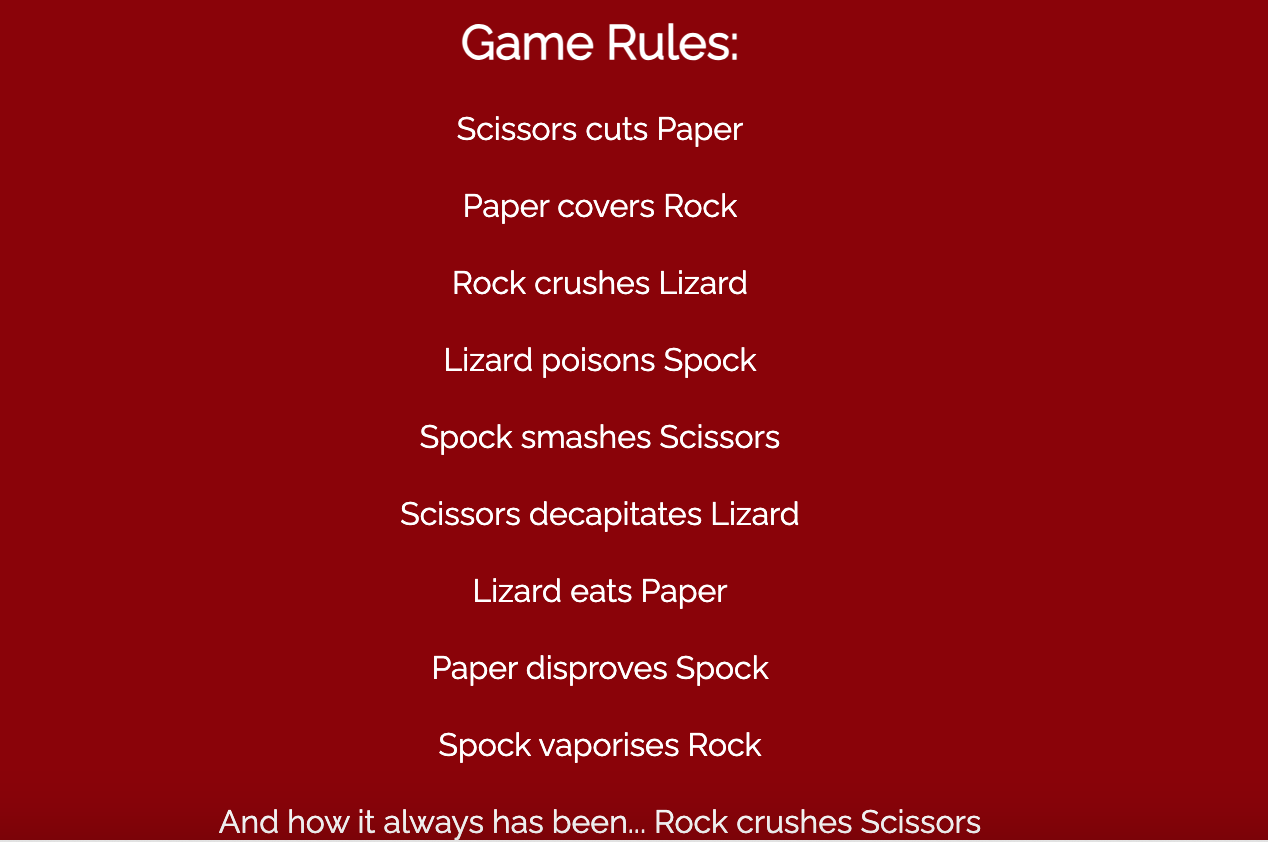 Game Rules:
Scissors cuts Paper
Paper covers Rock
Rock crushes Lizard
Lizard poisons Spock
Spock smashes Scissors
Scissors decapitates Lizard
Lizard eats Paper
Paper disproves Spock
Spock vaporises Rock
And how it always has been... Rock crushes Scissors